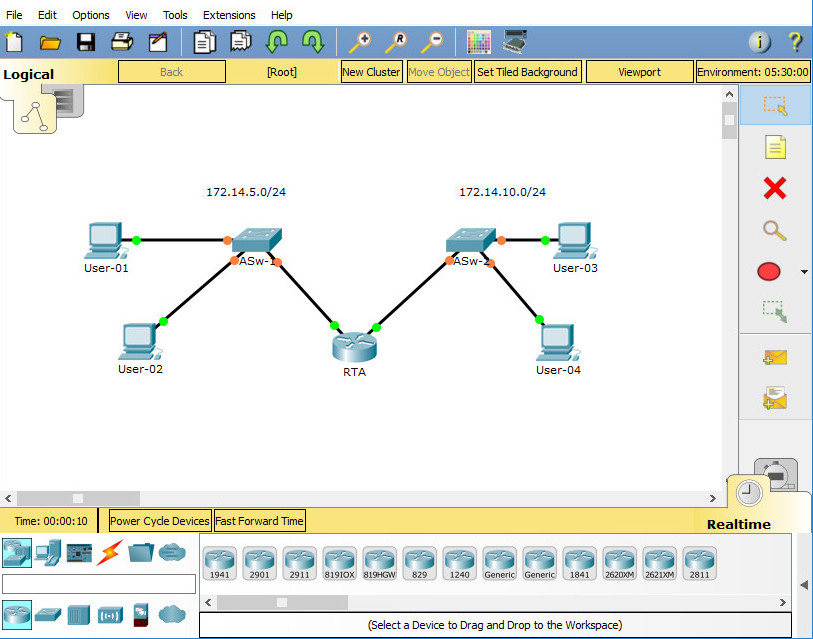 File Edit Options View Tools Extensions Help
Logical Back [Root] New Cluster Move Object Set Tiled Background Viewport Environment: 05:30:00
172.14.5.0/24 172.14.10.0/24
User-01 ASw-1 ASw-2 User-03
User-02 RTA User-04
Time: 00:00:10 Power Cycle Devices Fast Forward Time Realtime
1941 2901 2911 819IOX 819HGW 829 1240 Generic Generic 1841 2620XM 2621XM 2811
(Select a Device to Drag and Drop to the Workspace)